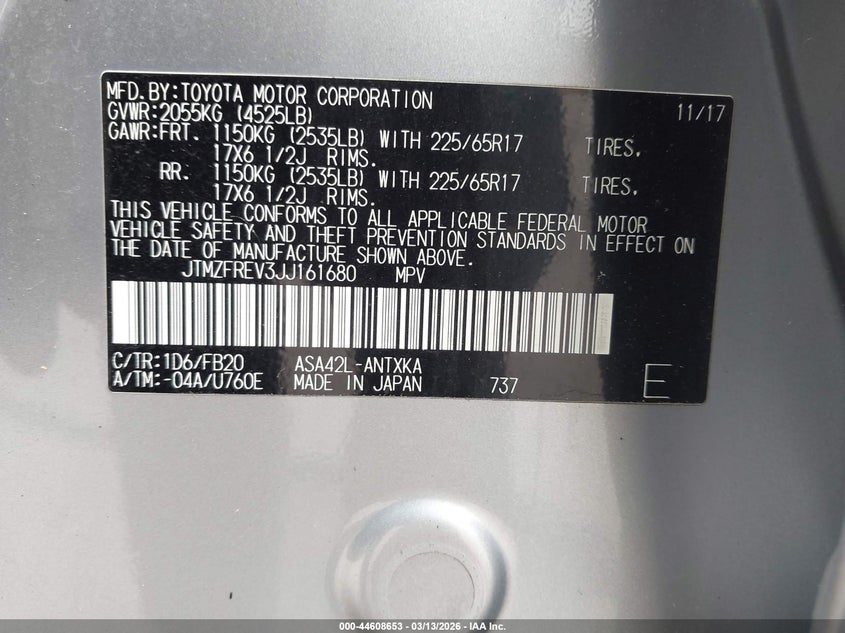 MFD.BY:TOYOTA MOTOR CORPORATION 11/17
GVWR:2055KG (4525LB)
GAWR:FRT. 1150KG (2535LB) WITH 225/65R17 TIRES,
17X6 1/2J RIMS.
RR. 1150KG (2535LB) WITH 225/65R17 TIRES,
17X6 1/2J RIMS.
THIS VEHICLE CONFORMS TO ALL APPLICABLE FEDERAL MOTOR
VEHICLE SAFETY AND THEFT PREVENTION STANDARDS IN EFFECT ON
THE DATE OF MANUFACTURE SHOWN ABOVE.
JTMZFREV3JJ161680 MPV
C/TR:1D6/FB20 ASA42L-ANTXKA
A/TM:-04A/U760E MADE IN JAPAN 737 E
000-44608653 - 03/13/2026 - IAA Inc.